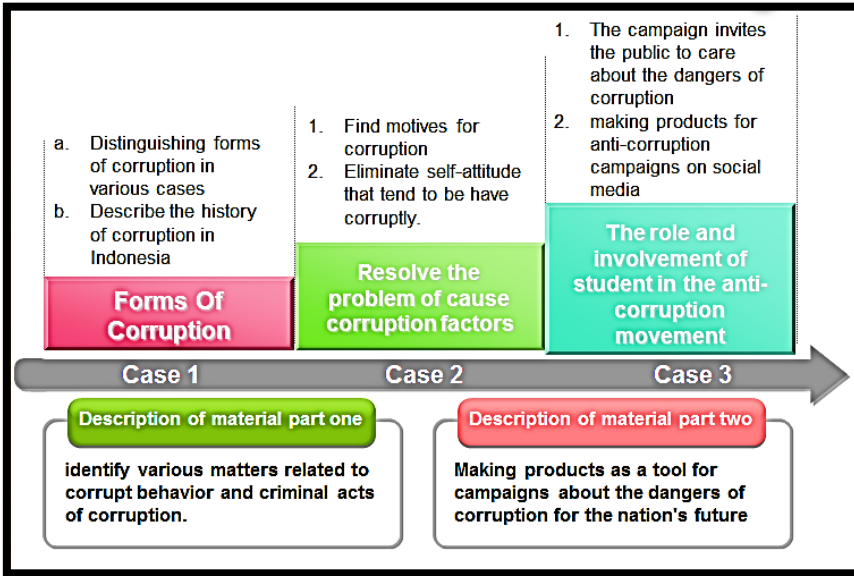 a. Distinguishing forms
of corruption in
various cases
b. Describe the history
of corruption in
Indonesia
Forms Of
Corruption
1. Find motives for
corruption
2. Eliminate self-attitude
that tend to be have
corruptly.
Resolve the
problem of cause
corruption factors
1. The campaign invites
the public to care
about the dangers of
corruption
2. making products for
anti-corruption
campaigns on social
media
The role and
involvement of
student in the anti-
corruption
movement
Case 1
Case 2
Case 3
Description of material part one
identify various matters related to
corrupt behavior and criminal acts
of corruption.
Description of material part two
Making products as a tool for
campaigns about the dangers of
corruption for the nation's future